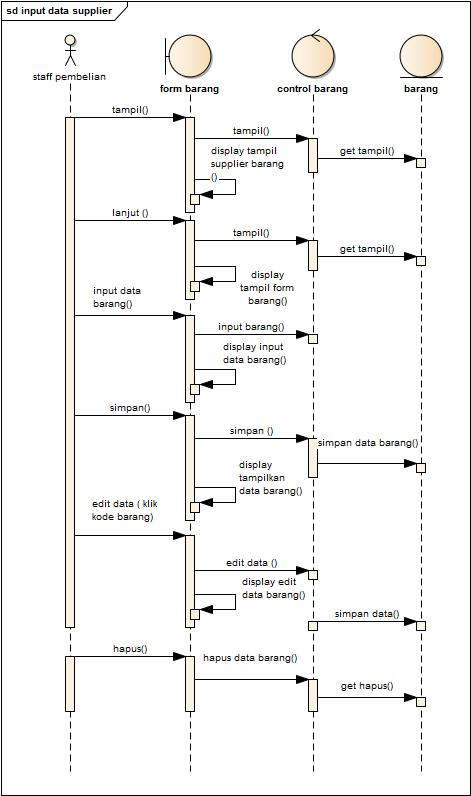 sd input data supplier
staff pembelian
form barang
control barang
barang
tampil()
tampil()
get tampil()
display tampil
supplier barang
()
lanjut ()
tampil()
get tampil()
display
tampil form
barang()
input data
barang()
input barang()
display input
data barang()
simpan()
simpan ()
simpan data barang()
display
tampilkan
data barang()
edit data ( klik
kode barang)
edit data ()
display edit
data barang()
simpan data()
hapus()
hapus data barang()
get hapus()